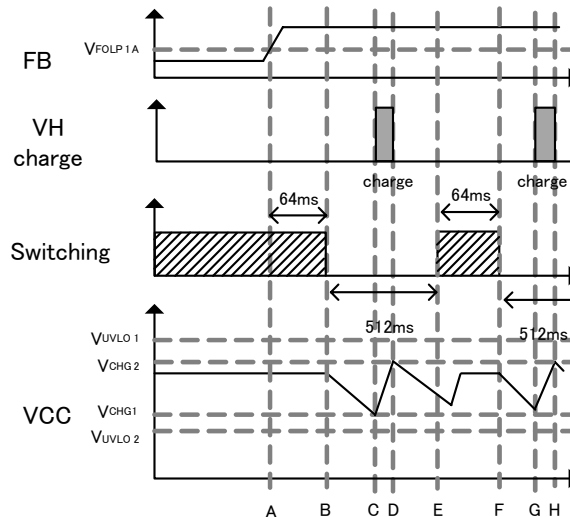 VFOLP1A
FB
VH
charge
charge
charge
64ms
64ms
Switching
512ms
512ms
VUVLO1
VCHG2
VCC
VCHG1
VUVLO2
A B C D E F G H